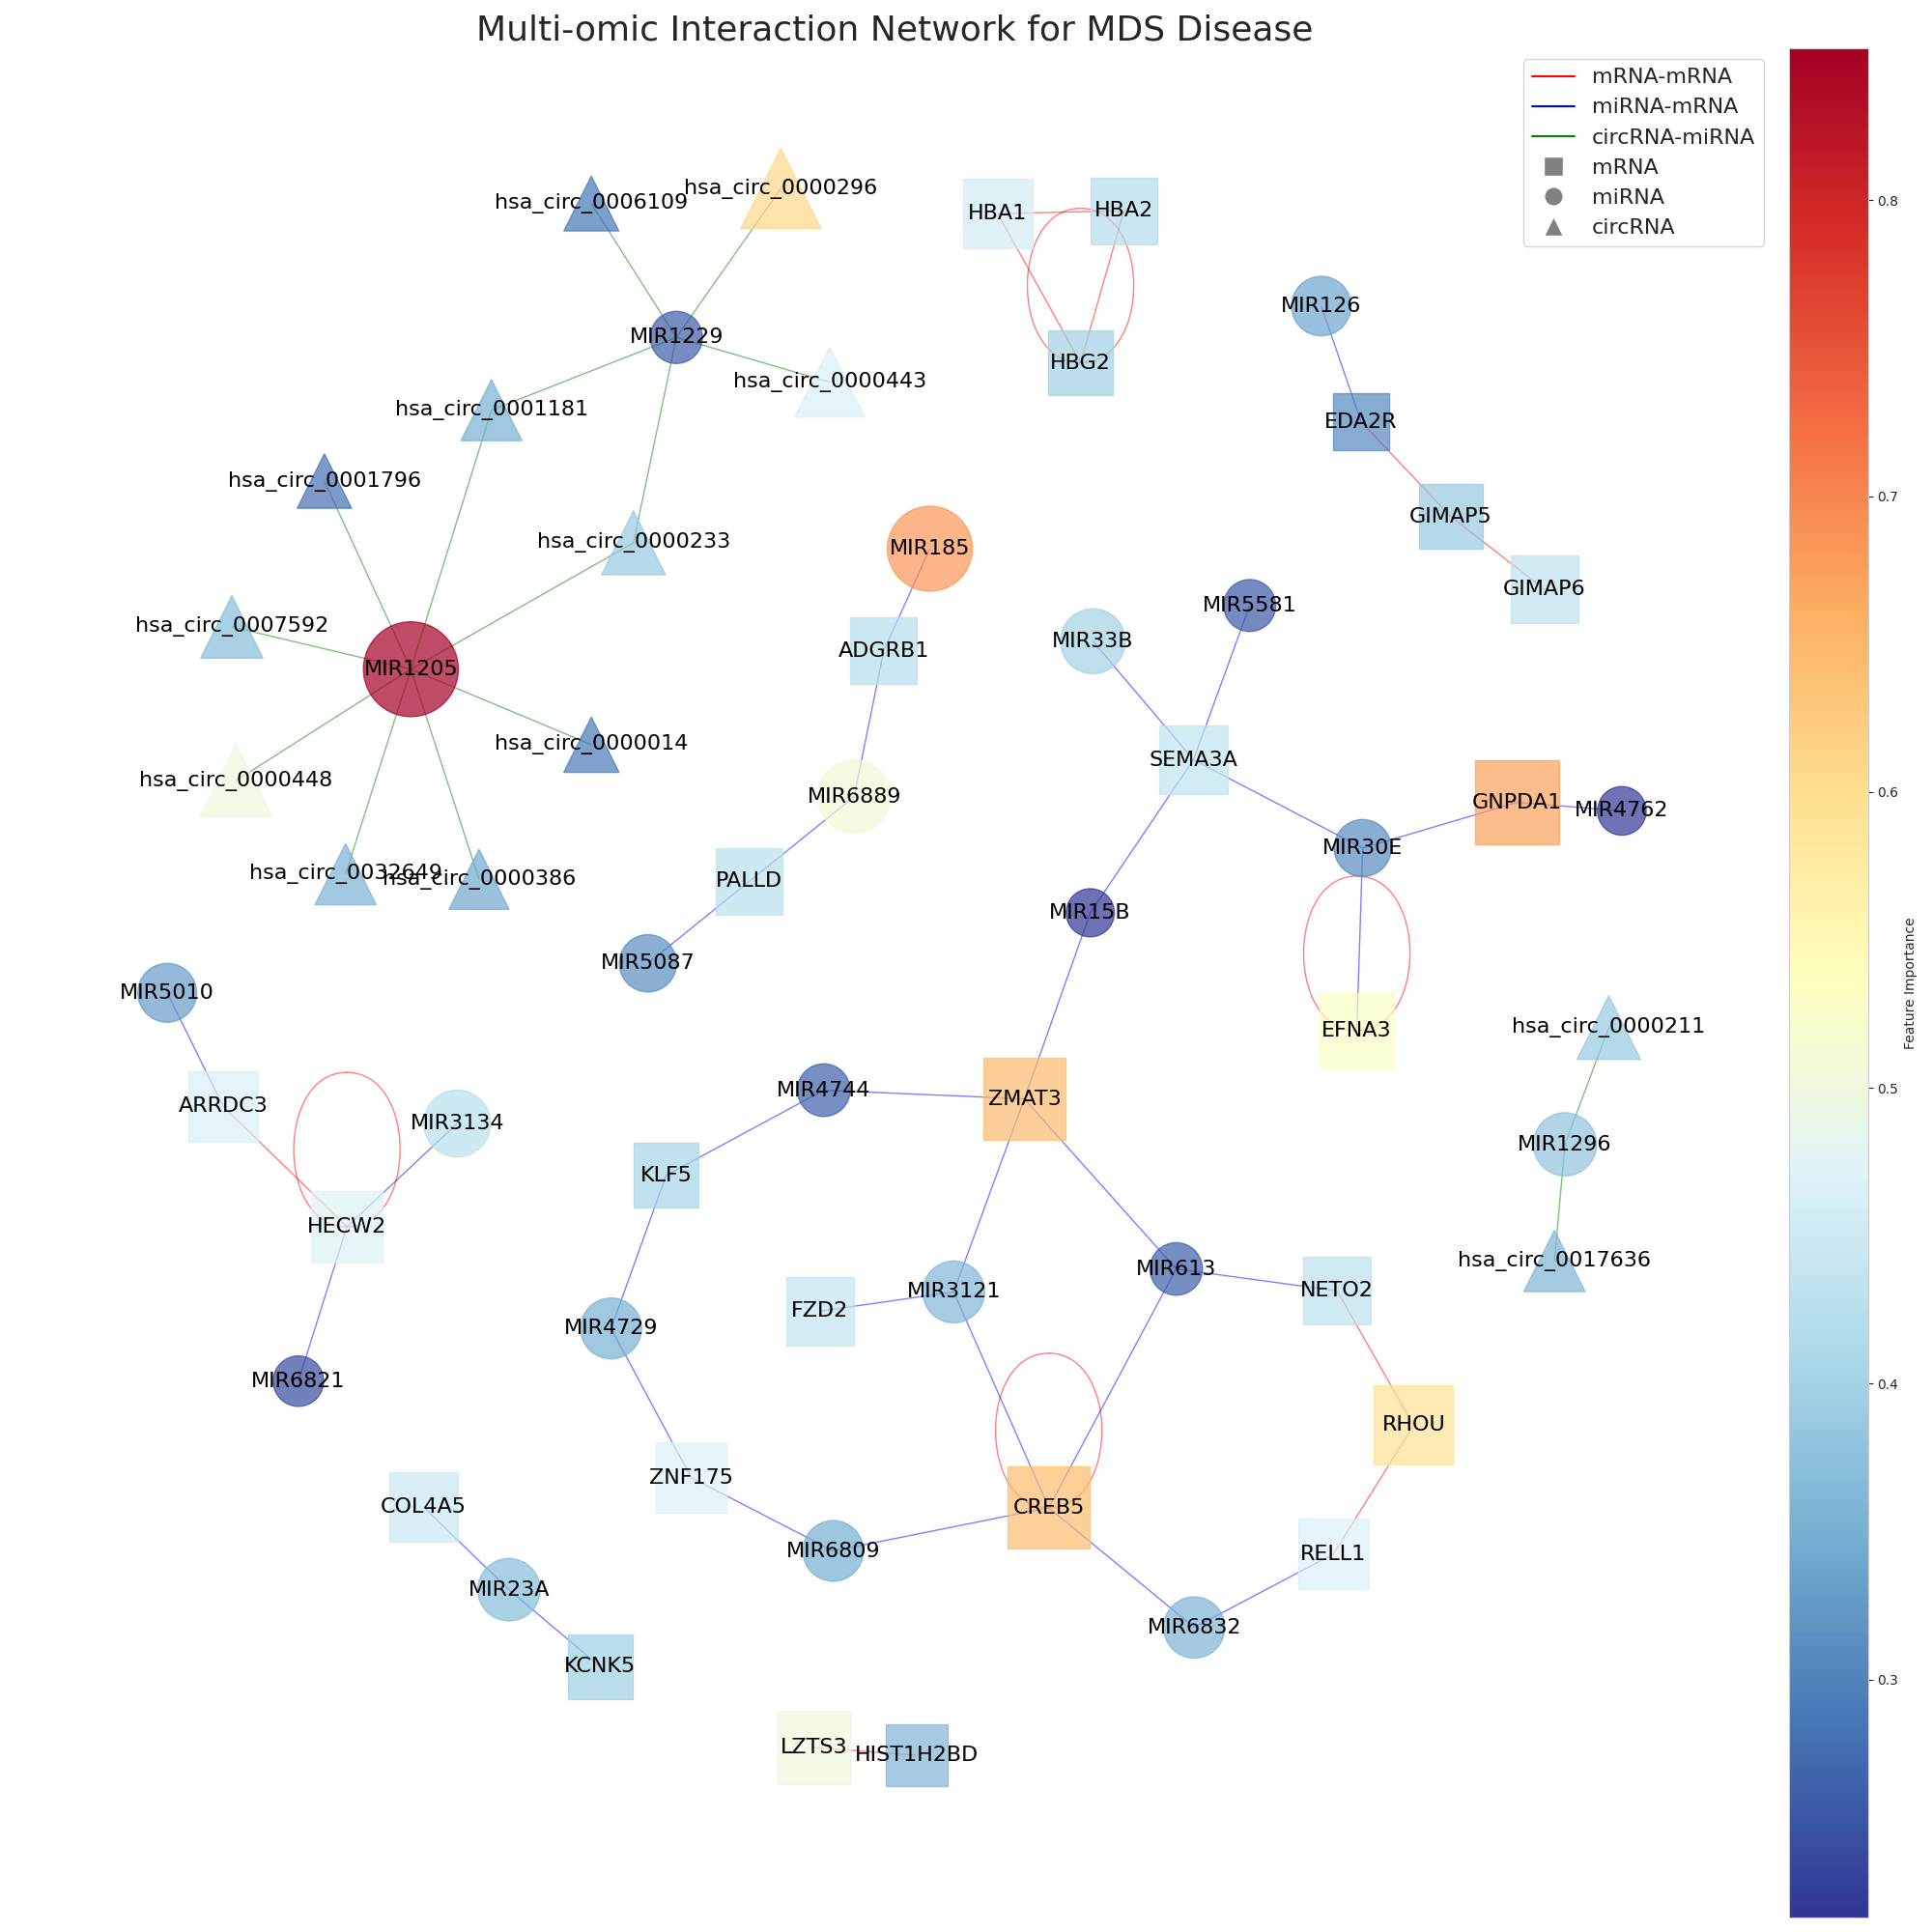 Multi-omic Interaction Network for MDS Disease
mRNA-mRNA
miRNA-mRNA
circRNA-miRNA
mRNA
miRNA
circRNA
hsa_circ_0006109
hsa_circ_0000296
HBA1
HBA2
MIR126
MIR1229
HBG2
hsa_circ_0000443
hsa_circ_0001181
EDA2R
hsa_circ_0001796
GIMAP5
hsa_circ_0000233
MIR185
GIMAP6
MIR5581
hsa_circ_0007592
MIR33B
ADGRB1
MIR1205
hsa_circ_0000014
SEMA3A
hsa_circ_0000448
MIR6889
GNPDA1
MIR4762
MIR30E
hsa_circ_0032649
hsa_circ_0000386
PALLD
MIR15B
MIR5087
MIR5010
hsa_circ_0000211
EFNA3
MIR4744
ZMAT3
ARRDC3
MIR3134
MIR1296
KLF5
HECW2
hsa_circ_0017636
MIR613
MIR3121
NETO2
FZD2
MIR4729
MIR6821
RHOU
ZNF175
COL4A5
CREB5
MIR6809
RELL1
MIR23A
MIR6832
KCNK5
LZTS3
HIST1H2BD
0.8
0.7
0.6
0.5
0.4
0.3
Feature Importance